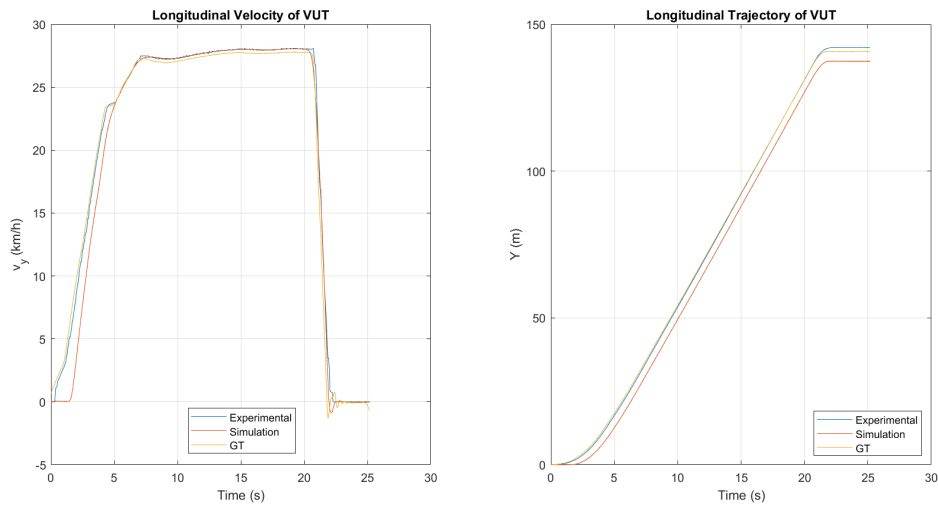 Longitudinal Velocity of VUT
30
25
20
15
10
5
0
-5
v_y (km/h)
0 5 10 15 20 25 30
Time (s)
Experimental
Simulation
GT
Longitudinal Trajectory of VUT
150
100
50
0
Y (m)
0 5 10 15 20 25 30
Time (s)
Experimental
Simulation
GT